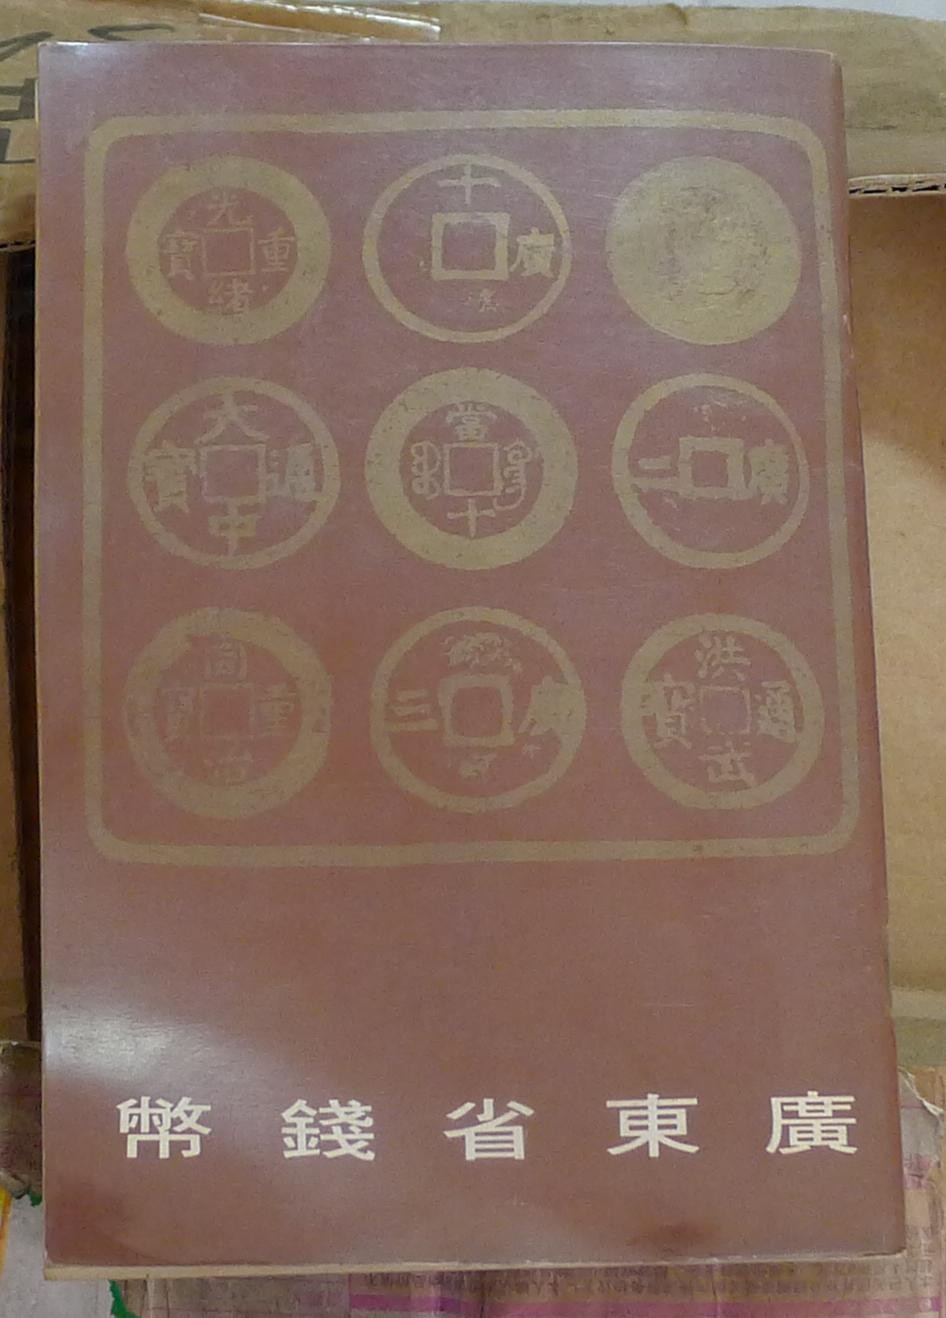 光緒重寶
十廣
大中通寶
當十
二廣
同治重寶
三廣
洪武通寶
廣東省錢幣